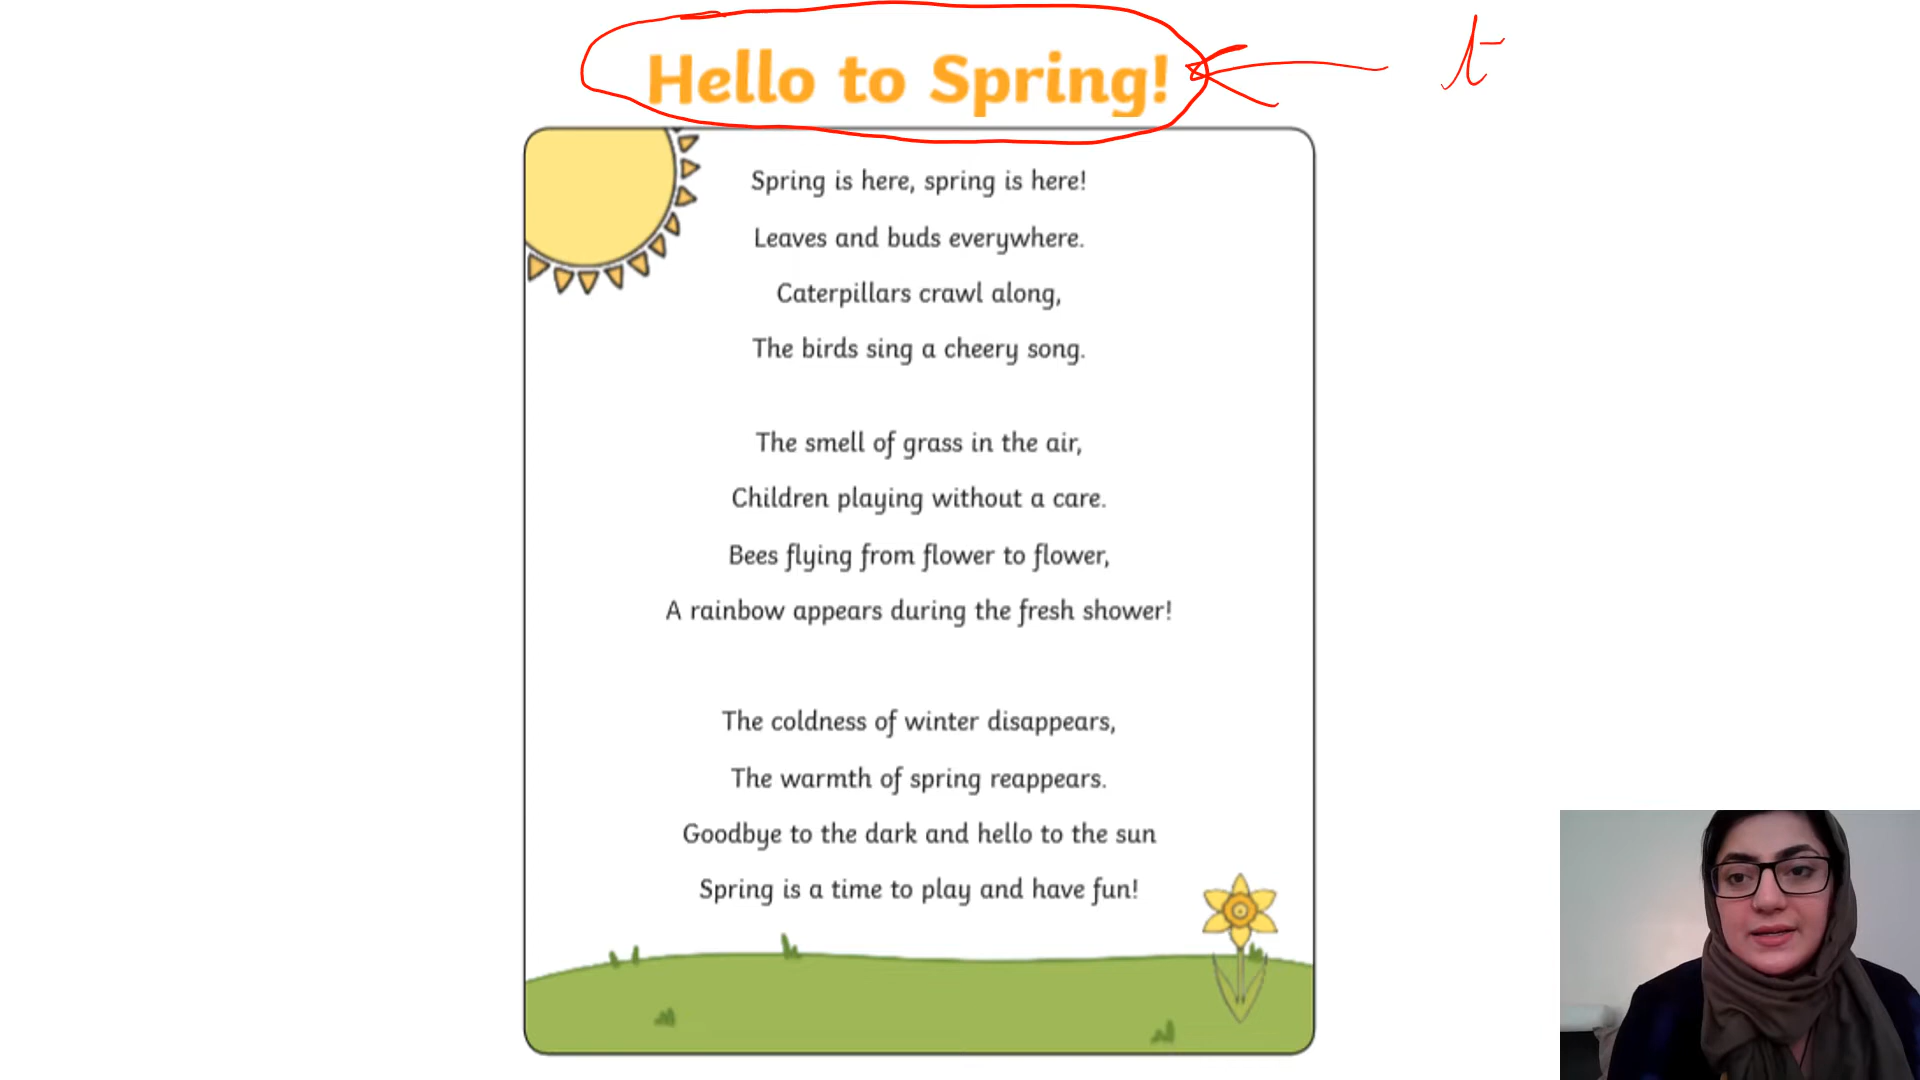 Hello to Spring!
t
Spring is here, spring is here!
Leaves and buds everywhere.
Caterpillars crawl along,
The birds sing a cheery song.
The smell of grass in the air,
Children playing without a care.
Bees flying from flower to flower,
A rainbow appears during the fresh shower!
The coldness of winter disappears,
The warmth of spring reappears.
Goodbye to the dark and hello to the sun
Spring is a time to play and have fun!